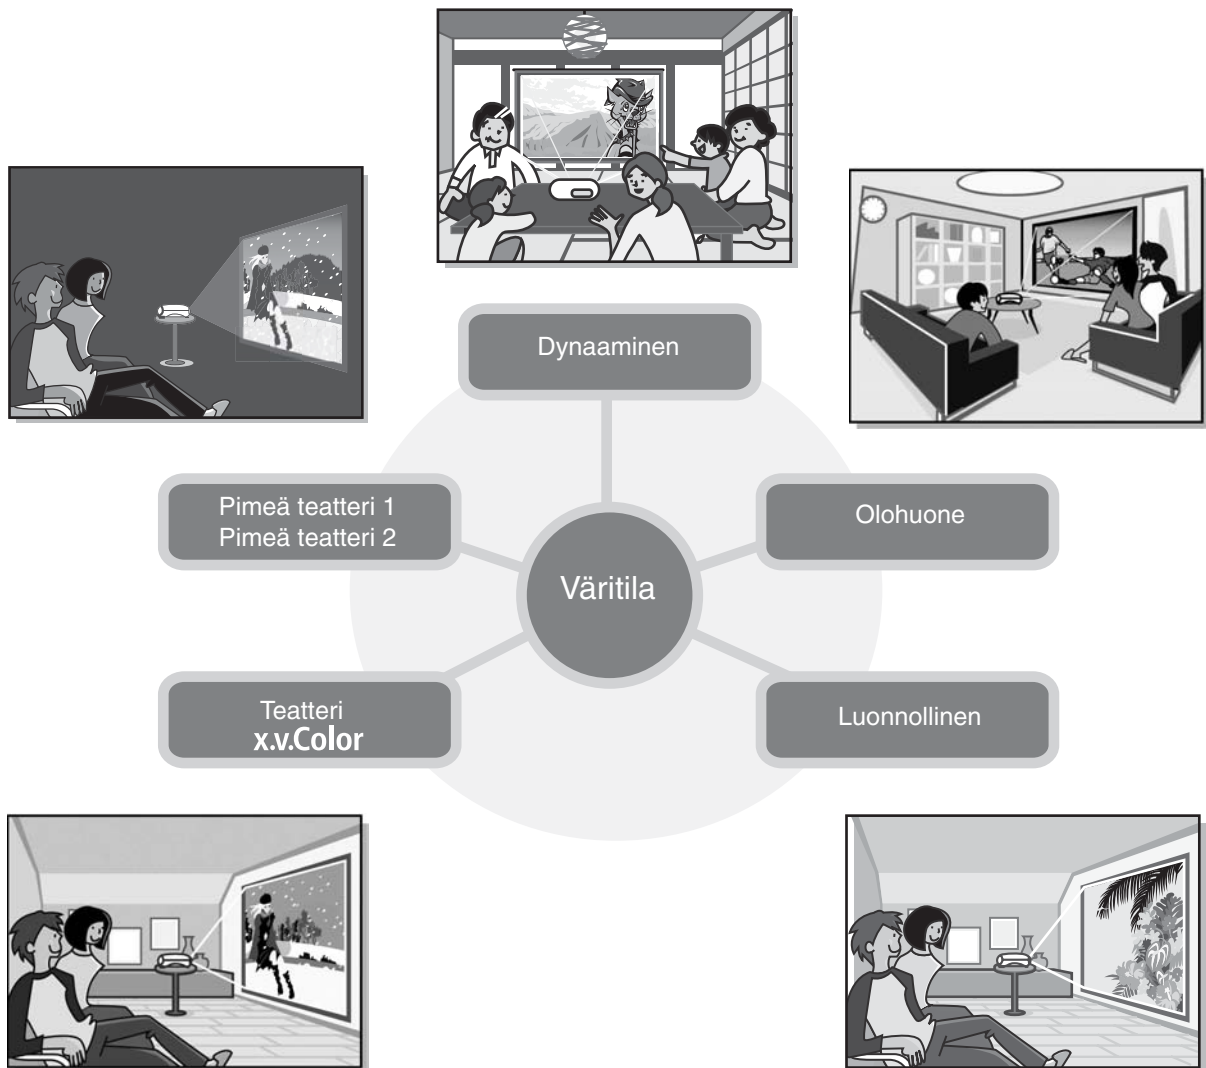 Dynaaminen
Pimeä teatteri 1
Pimeä teatteri 2
Olohuone
Väritila
Teatteri
x.v.Color
Luonnollinen